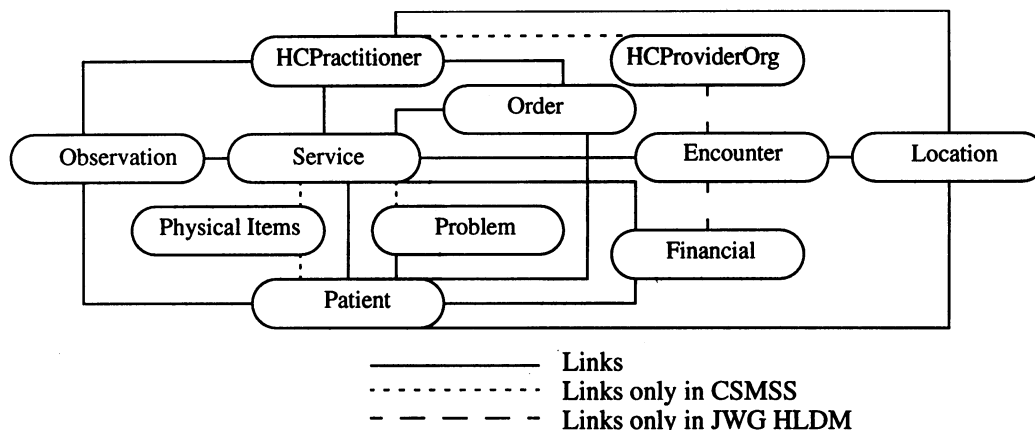 HCPractitioner
HCProviderOrg
Order
Observation
Service
Encounter
Location
Physical Items
Problem
Financial
Patient
Links
Links only in CSMSS
Links only in JWG HLDM